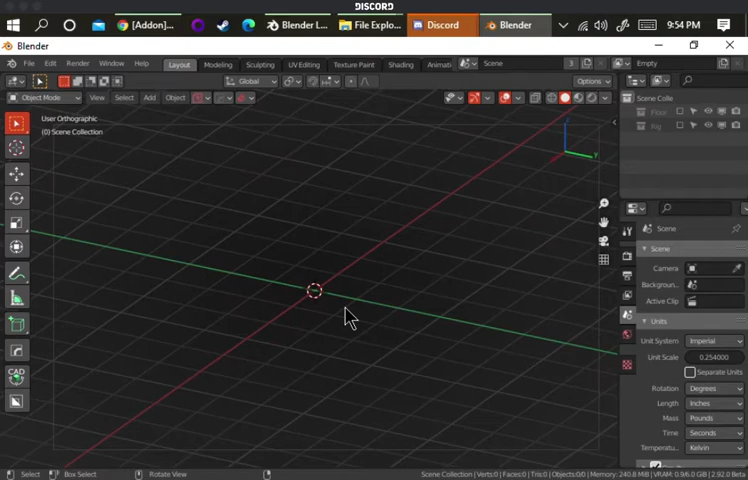 DISCORD
[Addon]...
Blender L...
File Explo...
Discord
Blender
9:54 PM
Blender
File Edit Render Window Help Layout Modeling Sculpting UV Editing Texture Paint Shading Animati Scene 3 Empty
Global Options
Object Mode View Select Add Object
User Orthographic
(0) Scene Collection
Scene Colle
Floor
Rig
Y
Scene
Scene
Camera
Backgroun..
Active Clip
Units
Unit System Imperial
Unit Scale 0.254000
Separate Units
Rotation Degrees
Length Inches
Mass Pounds
Time Seconds
Temperatu.. Kelvin
CAD
Select Box Select Rotate View Scene Collection | Verts:0 | Faces:0 | Tris:0 | Objects:0/0 | Memory: 240.8 MiB | VRAM: 0.9/6.0 GiB | 2.92.0 Beta